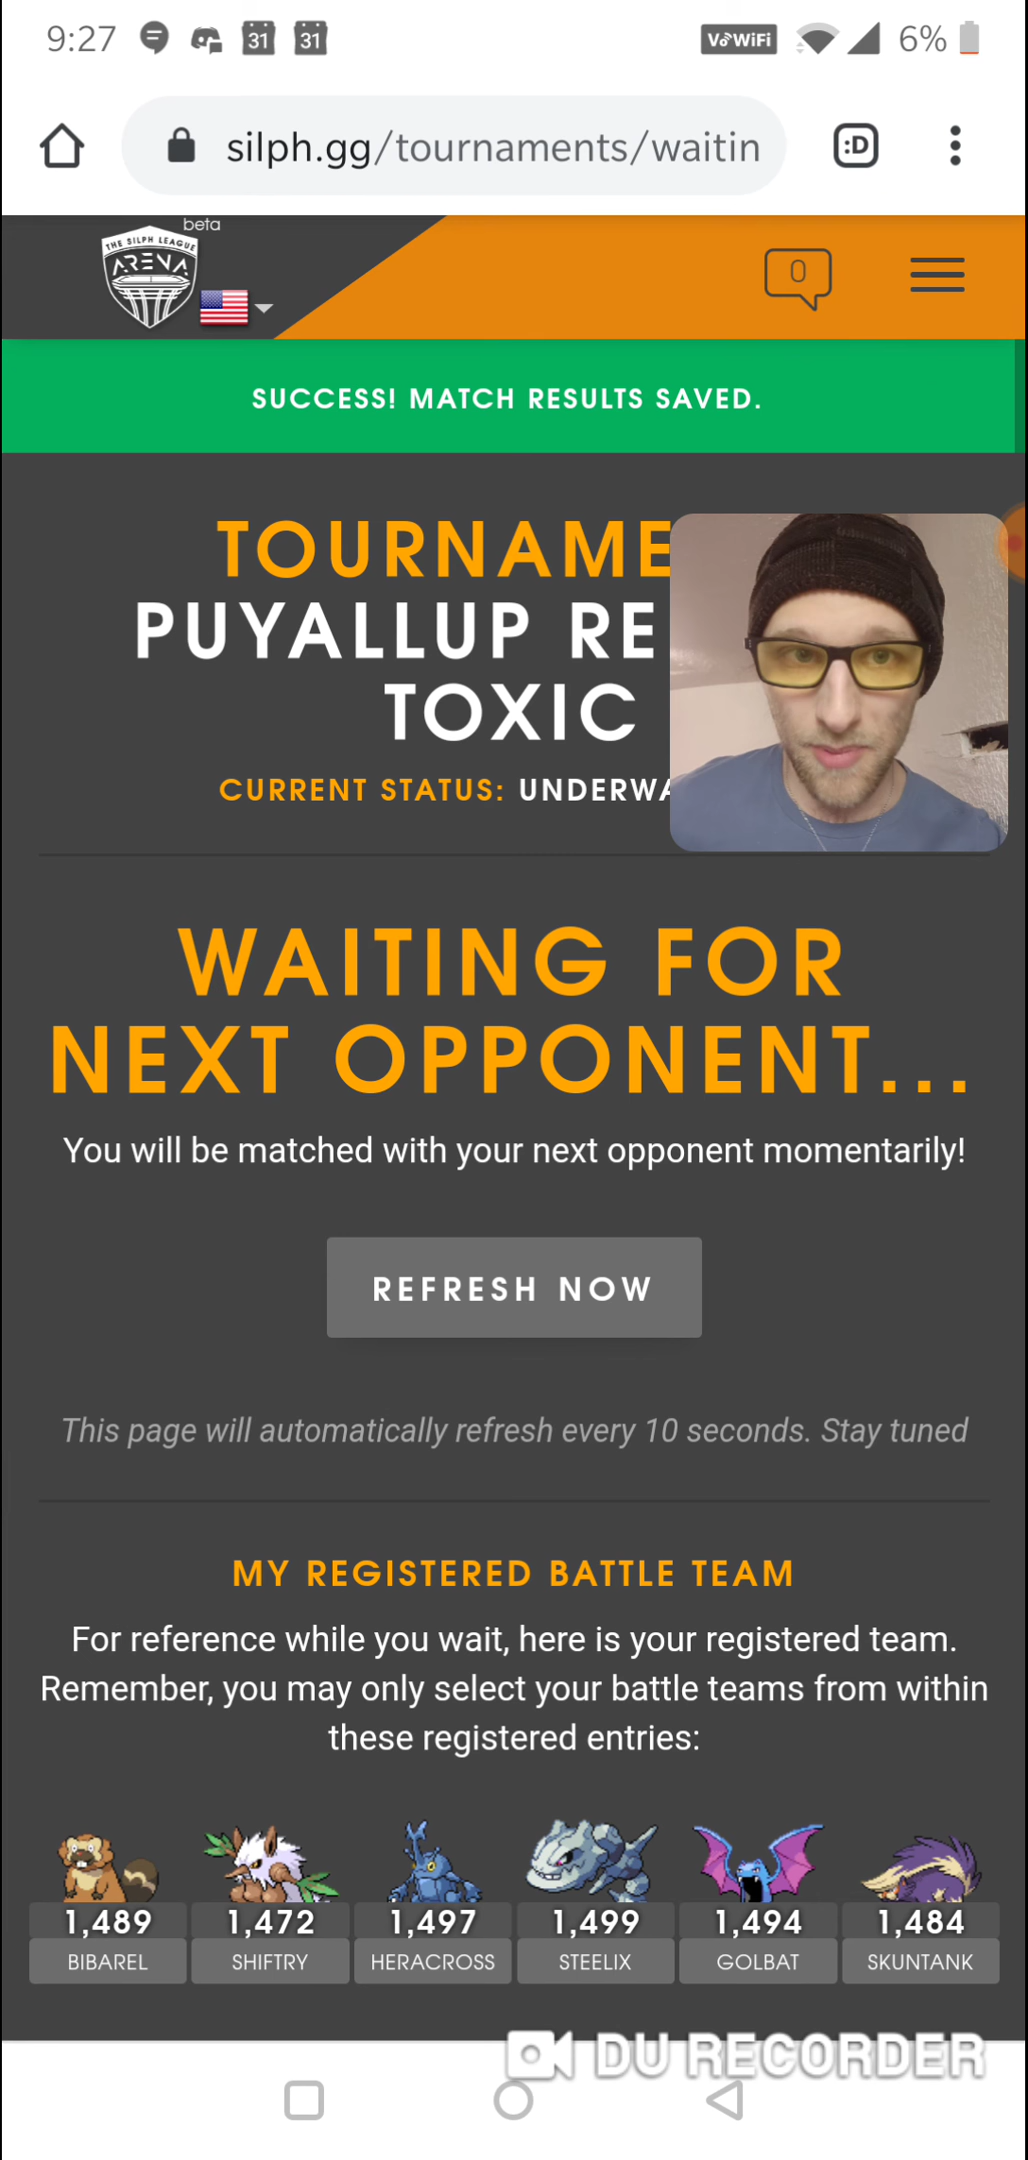 9:27
31
31
Vo WiFi
6%
silph.gg/tournaments/waitin
:D
beta
THE SILPH LEAGUE
ARENA
0
SUCCESS! MATCH RESULTS SAVED.
TOURNAME
PUYALLUP RE
TOXIC
CURRENT STATUS: UNDERWA
WAITING FOR
NEXT OPPONENT...
You will be matched with your next opponent momentarily!
REFRESH NOW
This page will automatically refresh every 10 seconds. Stay tuned
MY REGISTERED BATTLE TEAM
For reference while you wait, here is your registered team.
Remember, you may only select your battle teams from within
these registered entries:
1,489 1,472 1,497 1,499 1,494 1,484
BIBAREL SHIFTRY HERACROSS STEELIX GOLBAT SKUNTANK
DU RECORDER